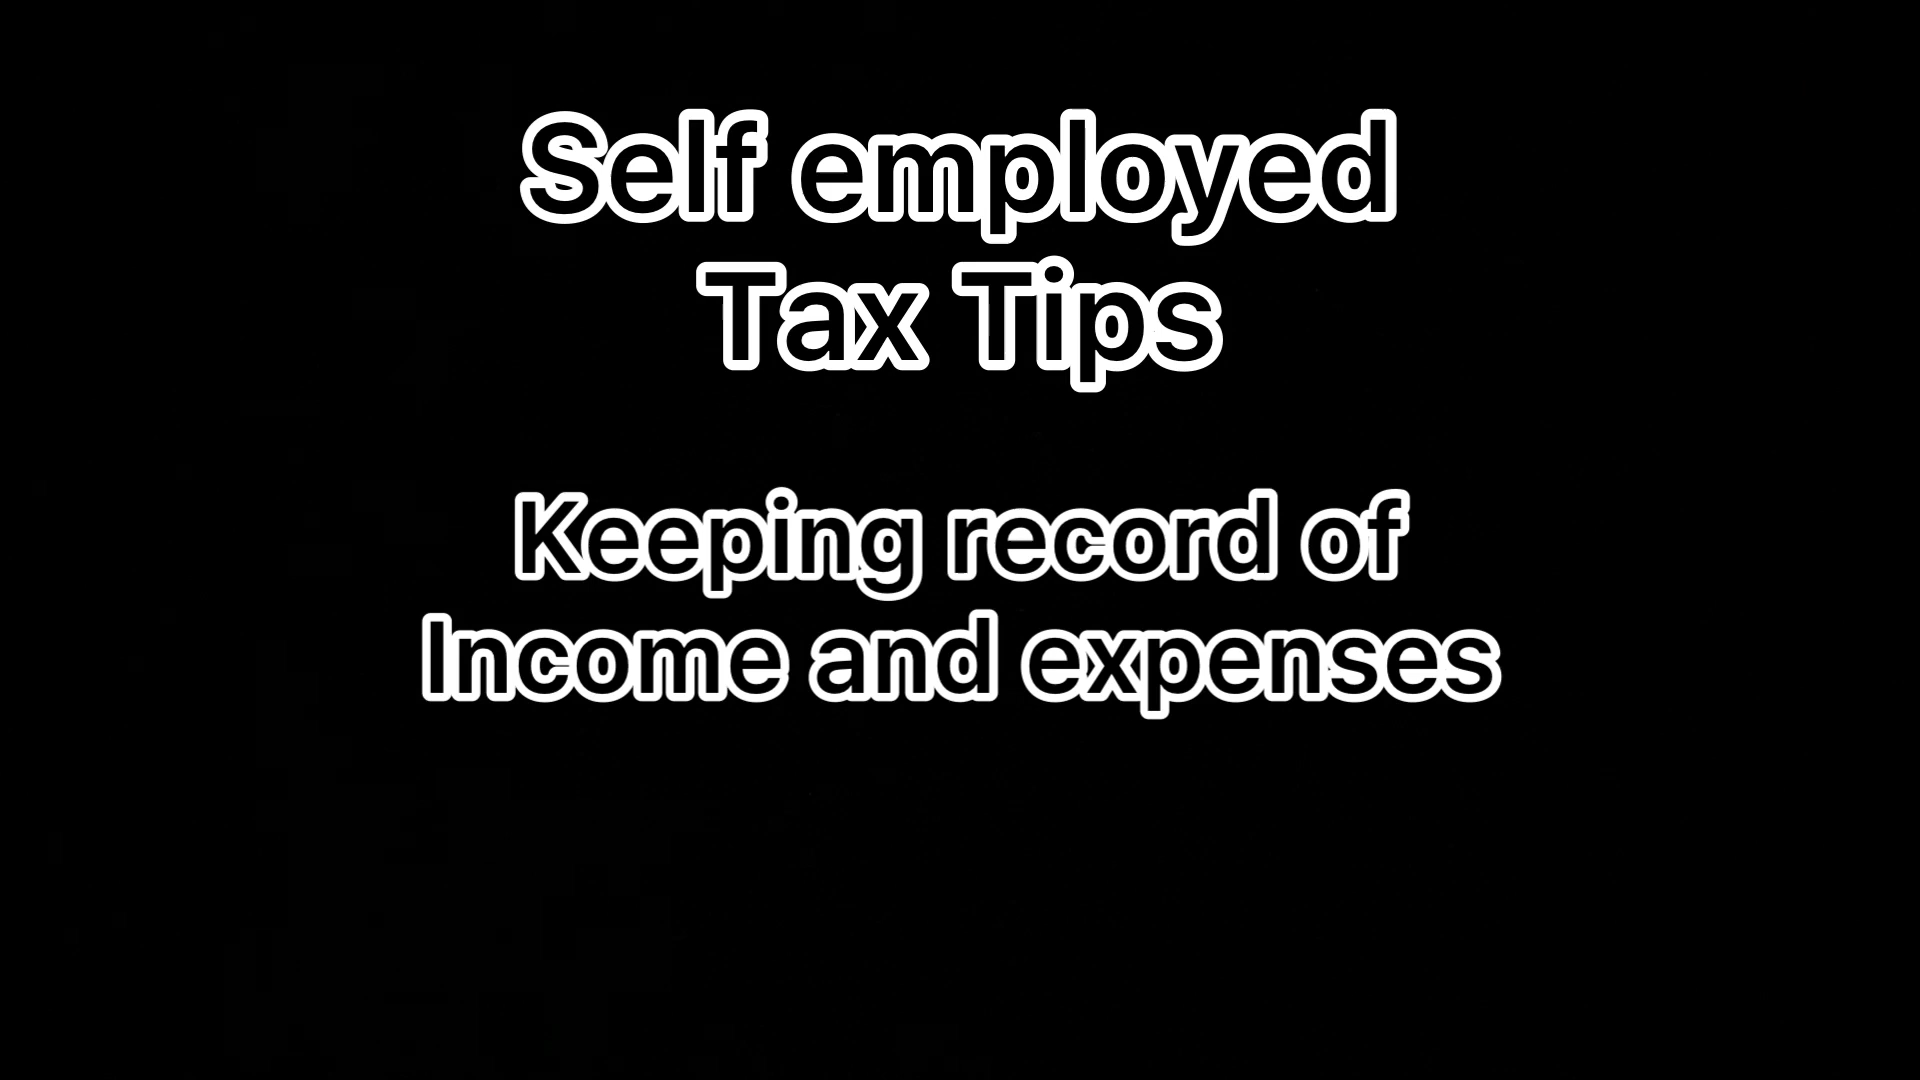 Self employed
Tax Tips
Keeping record of
Income and expenses